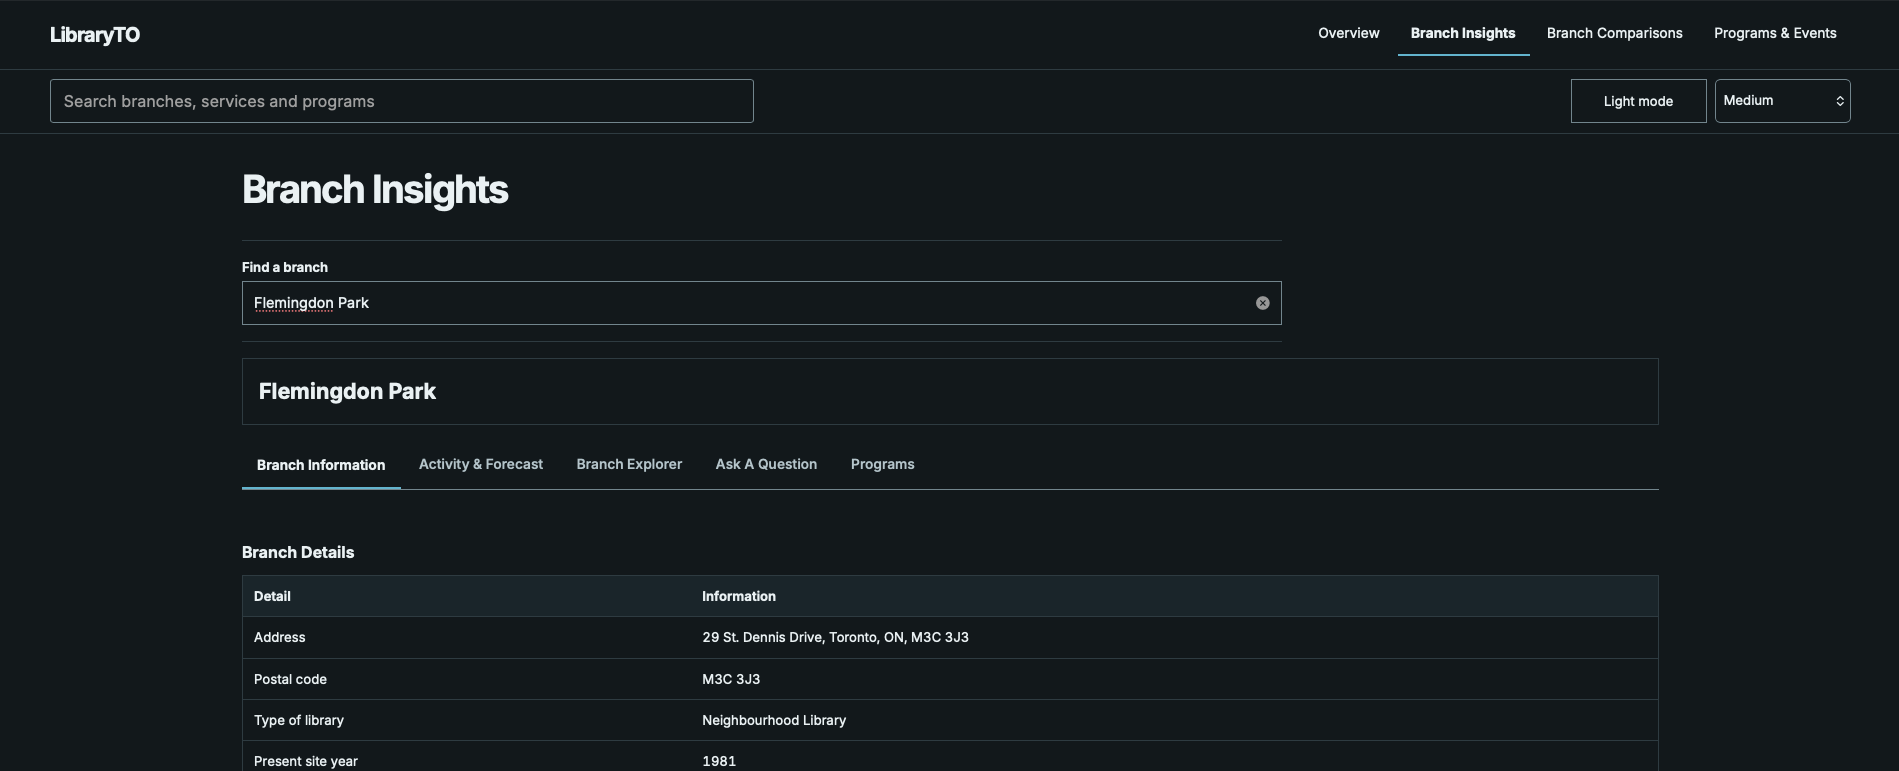 LibraryTO
Overview Branch Insights Branch Comparisons Programs & Events
Search branches, services and programs
Light mode Medium
Branch Insights
Find a branch
Flemingdon Park
Flemingdon Park
Branch Information Activity & Forecast Branch Explorer Ask A Question Programs
Branch Details
Detail Information
Address 29 St. Dennis Drive, Toronto, ON, M3C 3J3
Postal code M3C 3J3
Type of library Neighbourhood Library
Present site year 1981